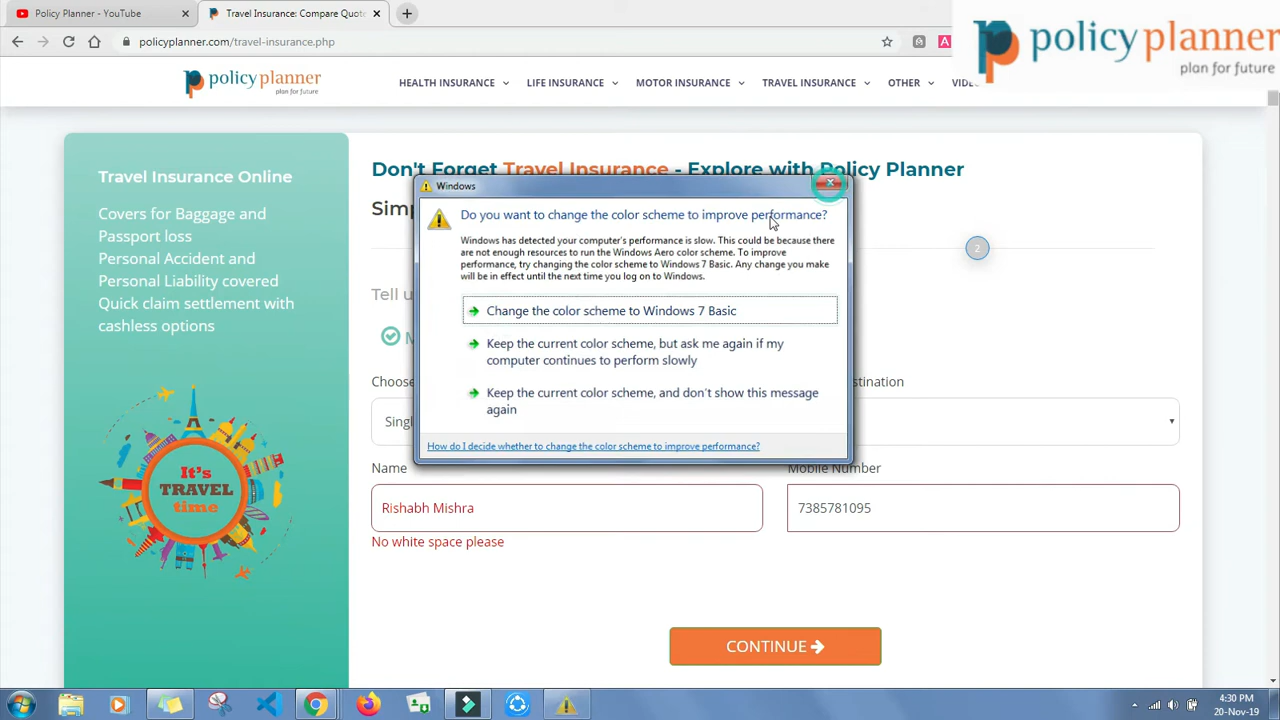 Policy Planner - YouTube
Travel Insurance: Compare Quote
policyplanner.com/travel-insurance.php
policy planner
plan for future
policyplanner
plan for future
HEALTH INSURANCE
LIFE INSURANCE
MOTOR INSURANCE
TRAVEL INSURANCE
OTHER
Travel Insurance Online
Covers for Baggage and
Passport loss
Personal Accident and
Personal Liability covered
Quick claim settlement with
cashless options
It's
TRAVEL
time
Don't Forget Travel Insurance - Explore with Policy Planner
2
Windows
Do you want to change the color scheme to improve performance?
Windows has detected your computer's performance is slow. This could be because there
are not enough resources to run the Windows Aero color scheme. To improve
performance, try changing the color scheme to Windows 7 Basic. Any change you make
will be in effect until the next time you log on to Windows.
Change the color scheme to Windows 7 Basic
Keep the current color scheme, but ask me again if my
computer continues to perform slowly
Keep the current color scheme, and don't show this message
again
How do I decide whether to change the color scheme to improve performance?
Tell
Name
Mobile Number
Rishabh Mishra
7385781095
No white space please
CONTINUE
4:30 PM
20-Nov-19